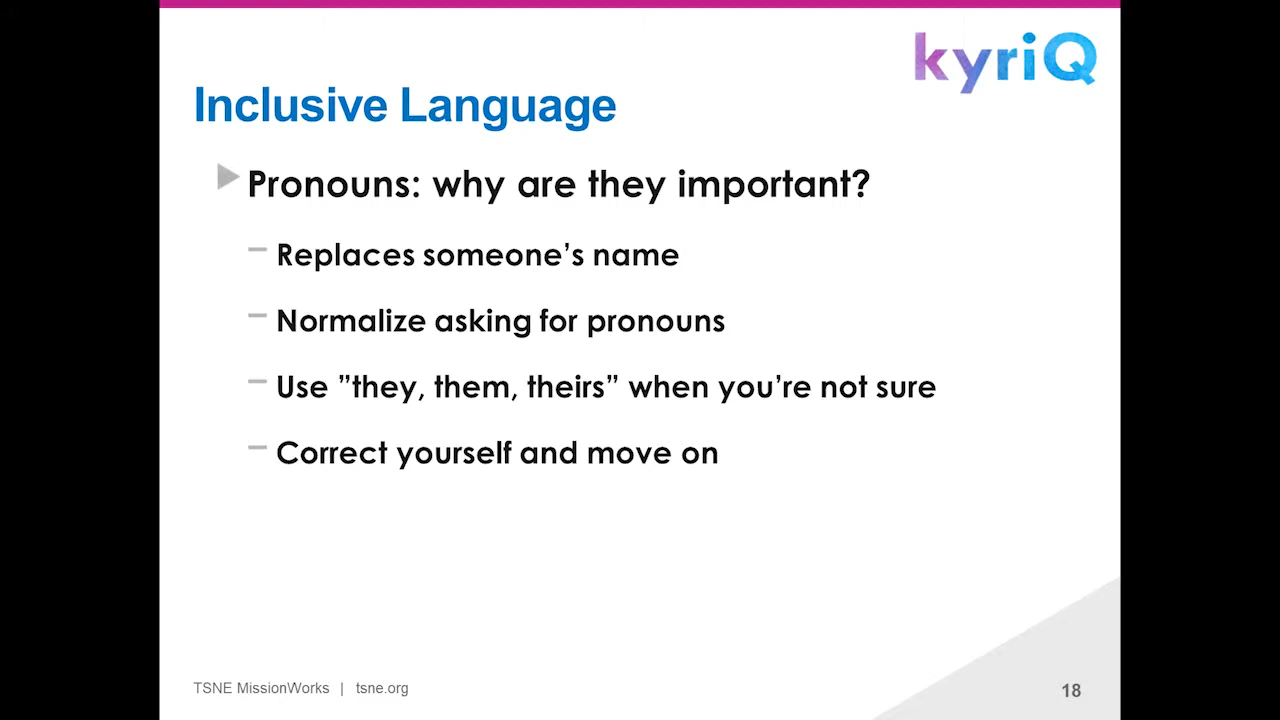 kyriQ
Inclusive Language
Pronouns: why are they important?
– Replaces someone’s name
– Normalize asking for pronouns
– Use ”they, them, theirs” when you’re not sure
– Correct yourself and move on
TSNE MissionWorks | tsne.org
18